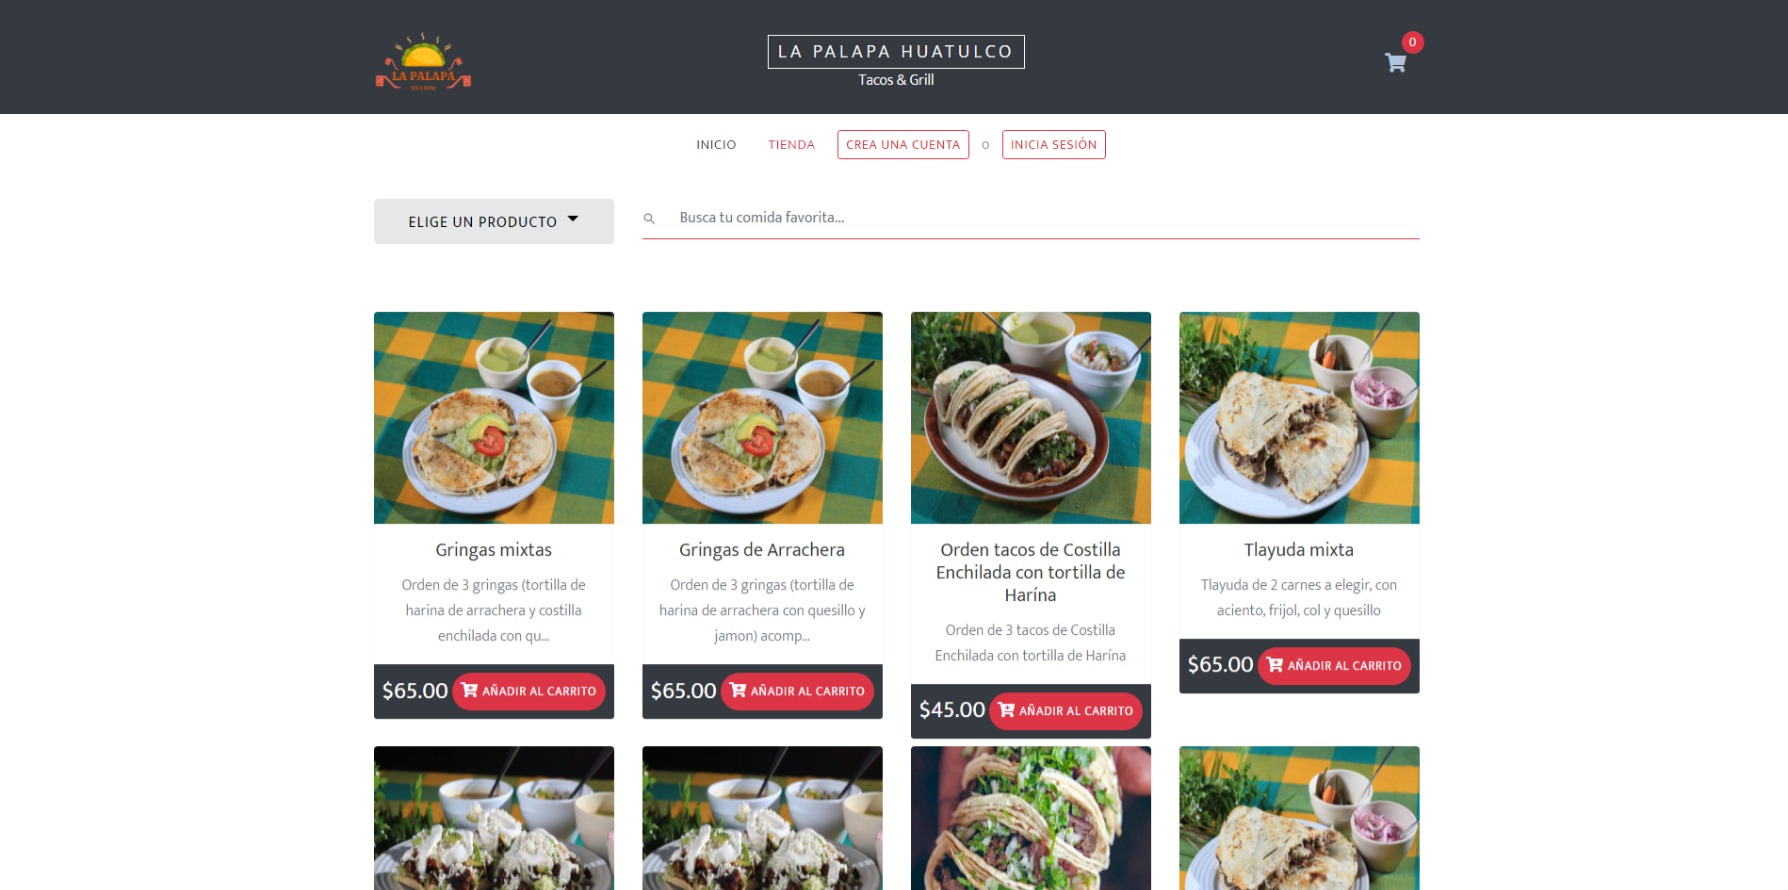 LA PALAPA
LA PALAPA HUATULCO
Tacos & Grill
0
INICIO
TIENDA
CREA UNA CUENTA
o
INICIA SESIÓN
ELIGE UN PRODUCTO
Busca tu comida favorita...
Gringas mixtas
Orden de 3 gringas (tortilla de
harina de arrachera y costilla
enchilada con qu...
$65.00
AÑADIR AL CARRITO
Gringas de Arrachera
Orden de 3 gringas (tortilla de
harina de arrachera con quesillo y
jamon) acomp...
$65.00
AÑADIR AL CARRITO
Orden tacos de Costilla
Enchilada con tortilla de
Harína
Orden de 3 tacos de Costilla
Enchilada con tortilla de Harína
$45.00
AÑADIR AL CARRITO
Tlayuda mixta
Tlayuda de 2 carnes a elegir, con
aciento, frijol, col y quesillo
$65.00
AÑADIR AL CARRITO